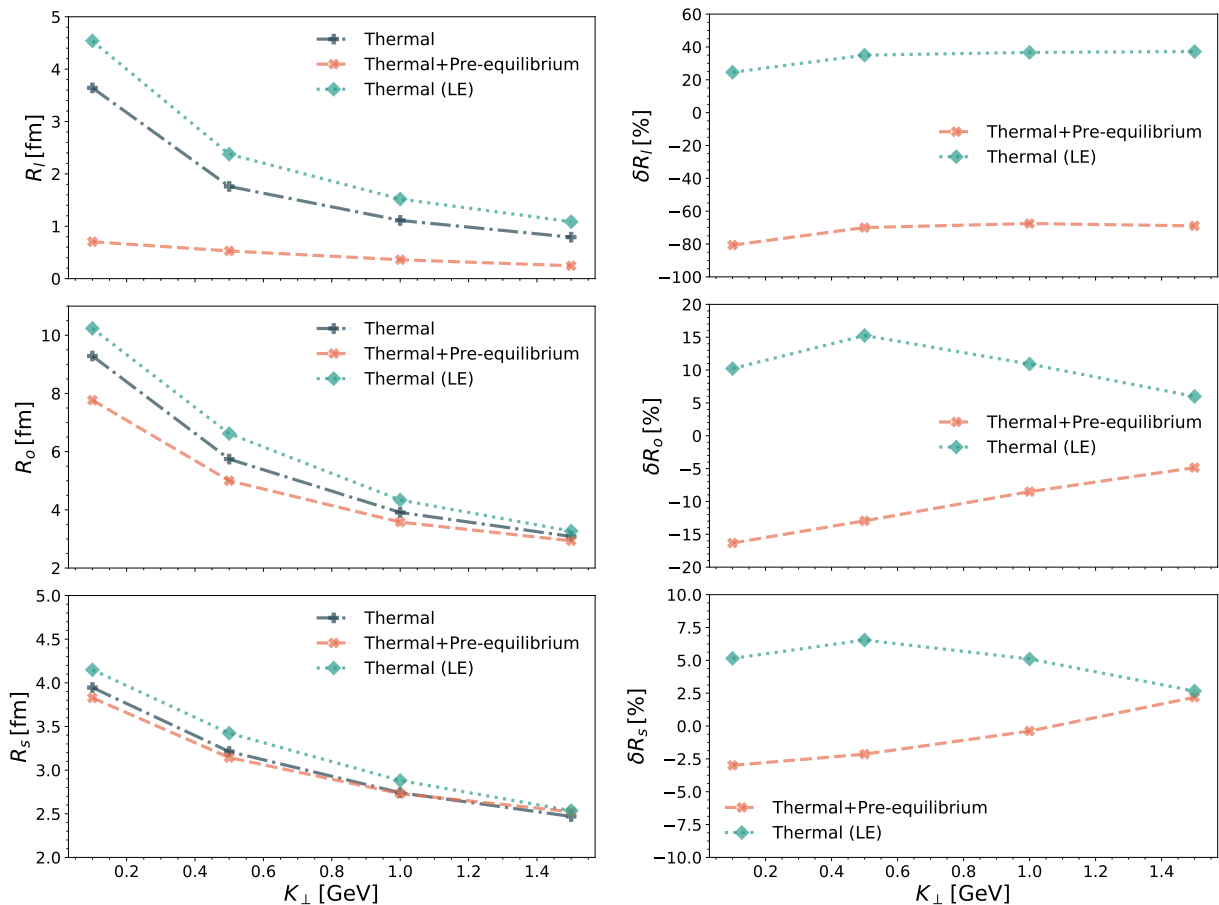 5
4
3
2
1
0
R_l [fm]
Thermal
Thermal+Pre-equilibrium
Thermal (LE)
60
40
20
0
−20
−40
−60
−80
−100
δR_l [%]
Thermal+Pre-equilibrium
Thermal (LE)
10
8
6
4
2
R_o [fm]
Thermal
Thermal+Pre-equilibrium
Thermal (LE)
20
15
10
5
0
−5
−10
−15
−20
δR_o [%]
Thermal+Pre-equilibrium
Thermal (LE)
5.0
4.5
4.0
3.5
3.0
2.5
2.0
R_s [fm]
Thermal
Thermal+Pre-equilibrium
Thermal (LE)
0.2 0.4 0.6 0.8 1.0 1.2 1.4
K_⊥ [GeV]
10.0
7.5
5.0
2.5
0.0
−2.5
−5.0
−7.5
−10.0
δR_s [%]
Thermal+Pre-equilibrium
Thermal (LE)
0.2 0.4 0.6 0.8 1.0 1.2 1.4
K_⊥ [GeV]